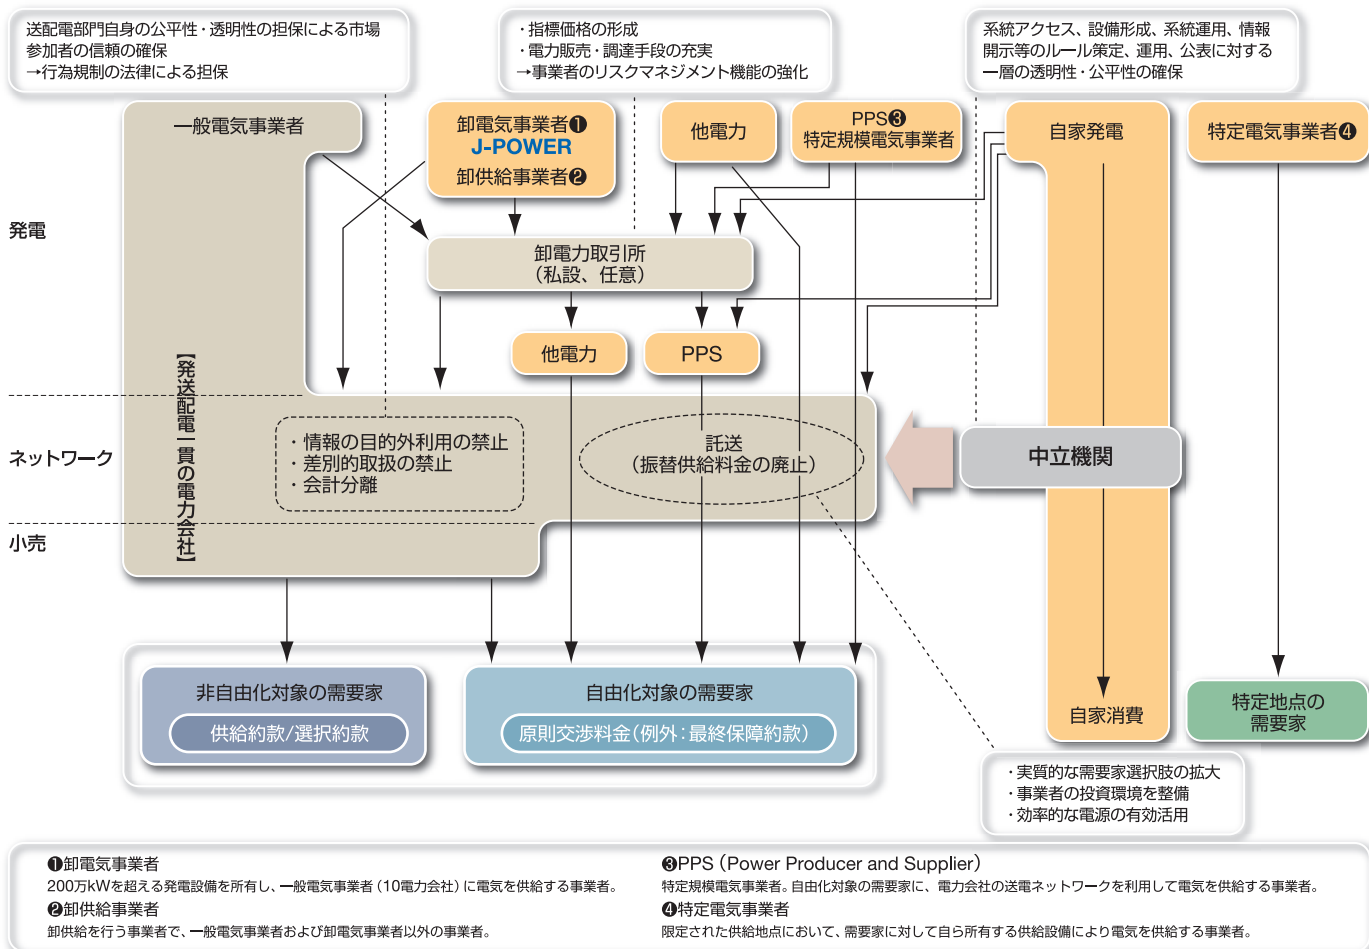 送配電部門自身の公平性・透明性の担保による市場
参加者の信頼の確保
→行為規制の法律による担保
・指標価格の形成
・電力販売・調達手段の充実
→事業者のリスクマネジメント機能の強化
系統アクセス、設備形成、系統運用、情報
開示等のルール策定、運用、公表に対する
一層の透明性・公平性の確保
一般電気事業者
卸電気事業者❶
J-POWER
卸供給事業者❷
他電力
PPS❸
特定規模電気事業者
自家発電
特定電気事業者❹
発電
卸電力取引所
（私設、任意）
他電力
PPS
【発送配電一貫の電力会社】
ネットワーク
・情報の目的外利用の禁止
・差別的取扱の禁止
・会計分離
託送
（振替供給料金の廃止）
中立機関
小売
非自由化対象の需要家
供給約款/選択約款
自由化対象の需要家
原則交渉料金（例外：最終保障約款）
自家消費
特定地点の
需要家
・実質的な需要家選択肢の拡大
・事業者の投資環境を整備
・効率的な電源の有効活用
❶卸電気事業者
200万kWを超える発電設備を所有し、一般電気事業者（10電力会社）に電気を供給する事業者。
❷卸供給事業者
卸供給を行う事業者で、一般電気事業者および卸電気事業者以外の事業者。
❸PPS（Power Producer and Supplier）
特定規模電気事業者。自由化対象の需要家に、電力会社の送電ネットワークを利用して電気を供給する事業者。
❹特定電気事業者
限定された供給地点において、需要家に対して自ら所有する供給設備により電気を供給する事業者。